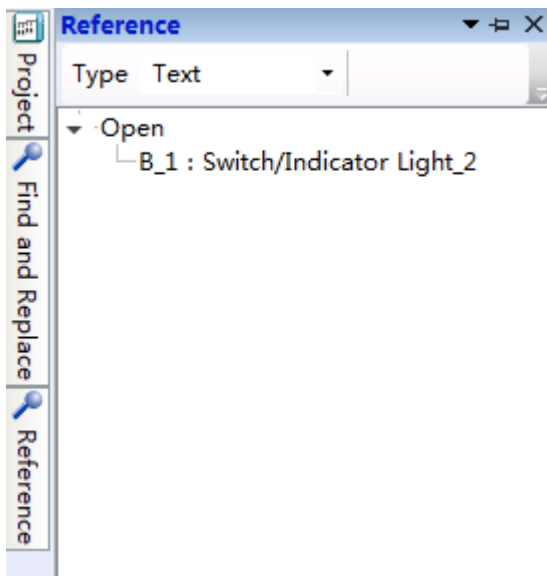 Reference
Type Text
Open
B_1 : Switch/Indicator Light_2
Project
Find and Replace
Reference